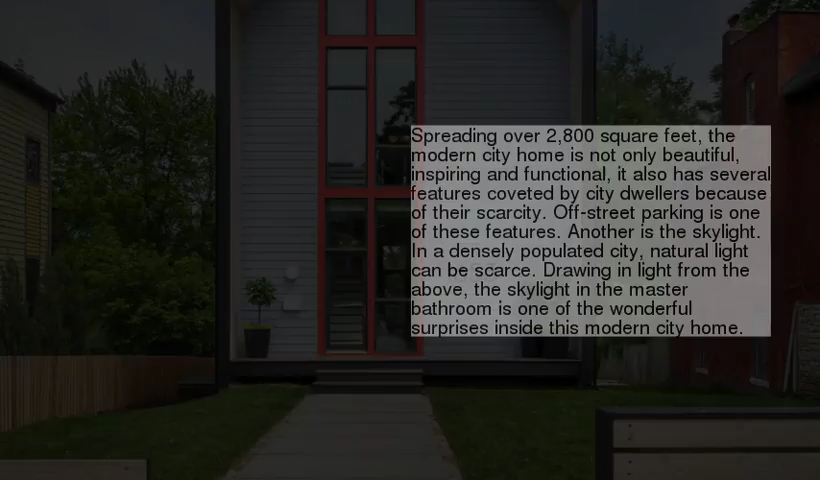 Spreading over 2,800 square feet, the
modern city home is not only beautiful,
inspiring and functional, it also has several
features coveted by city dwellers because
of their scarcity. Off-street parking is one
of these features. Another is the skylight.
In a densely populated city, natural light
can be scarce. Drawing in light from the
above, the skylight in the master
bathroom is one of the wonderful
surprises inside this modern city home.